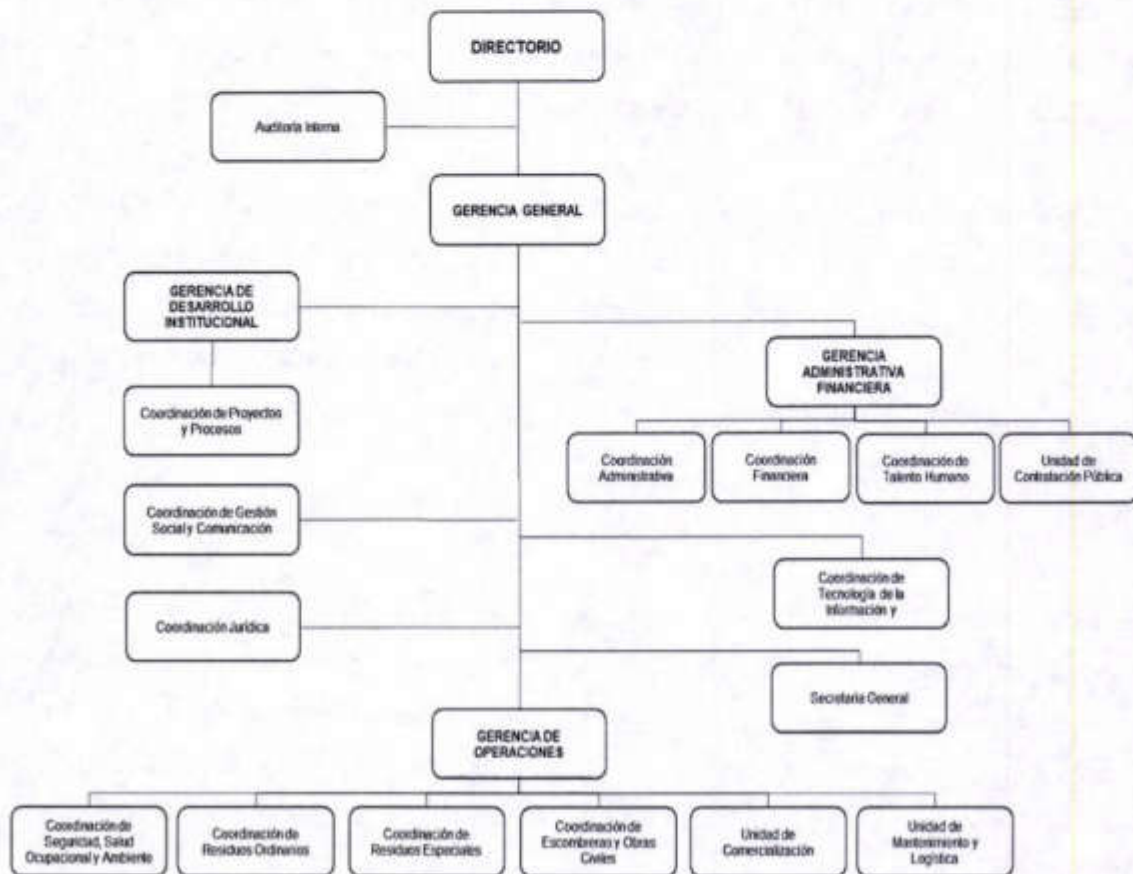 DIRECTORIO
Auditoría Interna
GERENCIA GENERAL
GERENCIA DE
DESARROLLO
INSTITUCIONAL
GERENCIA
ADMINISTRATIVA
FINANCIERA
Coordinación de Proyectos
y Procesos
Coordinación
Administrativa
Coordinación
Financiera
Coordinación de
Talento Humano
Unidad de
Contratación Pública
Coordinación de Gestión
Social y Comunicación
Coordinación de
Tecnología de la
Información y
Coordinación Jurídica
Secretaría General
GERENCIA DE
OPERACIONES
Coordinación de
Seguridad, Salud
Ocupacional y Ambiente
Coordinación de
Residuos Ordinarios
Coordinación de
Residuos Especiales
Coordinación de
Escombreras y Obras
Civiles
Unidad de
Comercialización
Unidad de
Mantenimiento y
Logística